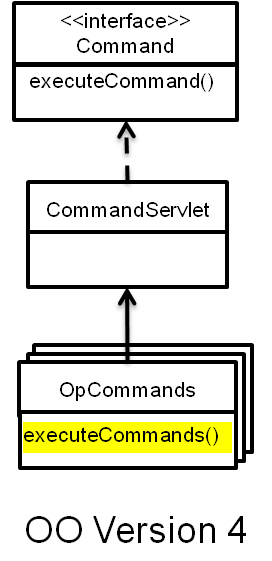 <<interface>>
Command
executeCommand()
CommandServlet
OpCommands
executeCommands()
OO Version 4